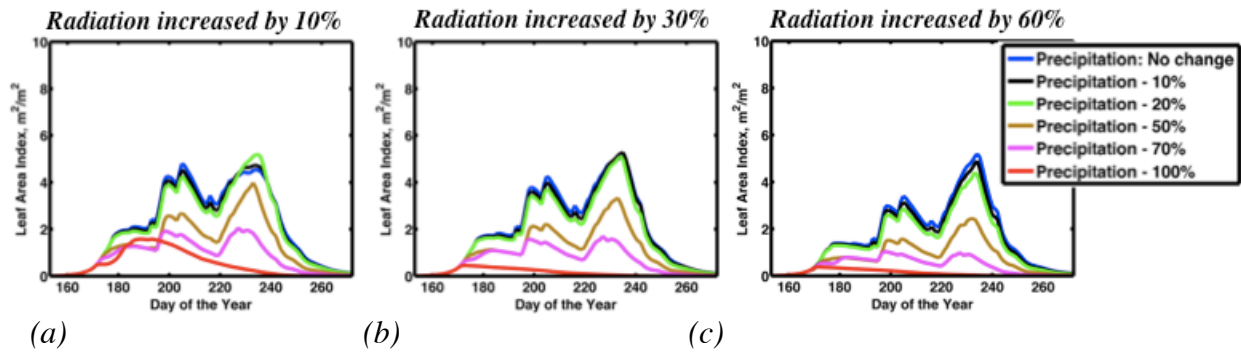 Radiation increased by 10%
Radiation increased by 30%
Radiation increased by 60%
10
8
6
4
2
0
Leaf Area Index, m²/m²
160 180 200 220 240 260
Day of the Year
(a)
10
8
6
4
2
0
Leaf Area Index, m²/m²
160 180 200 220 240 260
Day of the Year
(b)
10
8
6
4
2
0
Leaf Area Index, m²/m²
160 180 200 220 240 260
Day of the Year
(c)
Precipitation: No change
Precipitation - 10%
Precipitation - 20%
Precipitation - 50%
Precipitation - 70%
Precipitation - 100%